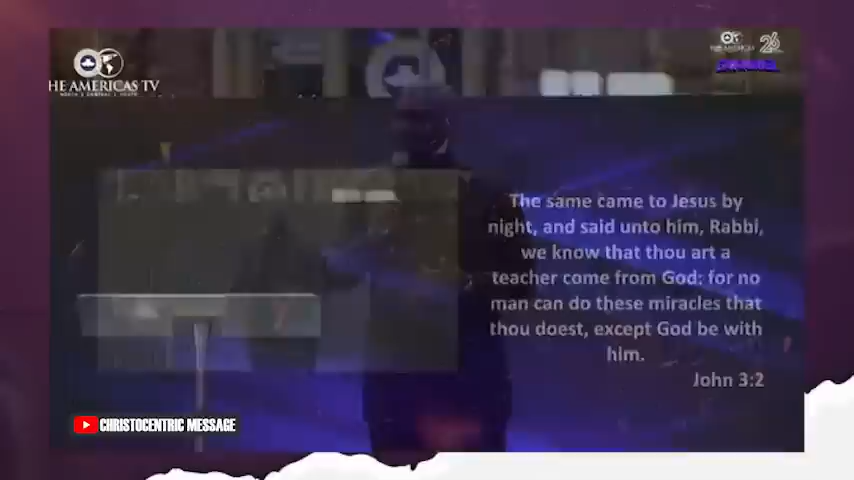 HE AMERICAS TV
26
The same came to Jesus by
night, and said unto him, Rabbi,
we know that thou art a
teacher come from God: for no
man can do these miracles that
thou doest, except God be with
him.
John 3:2
CHRISTOCENTRIC MESSAGE